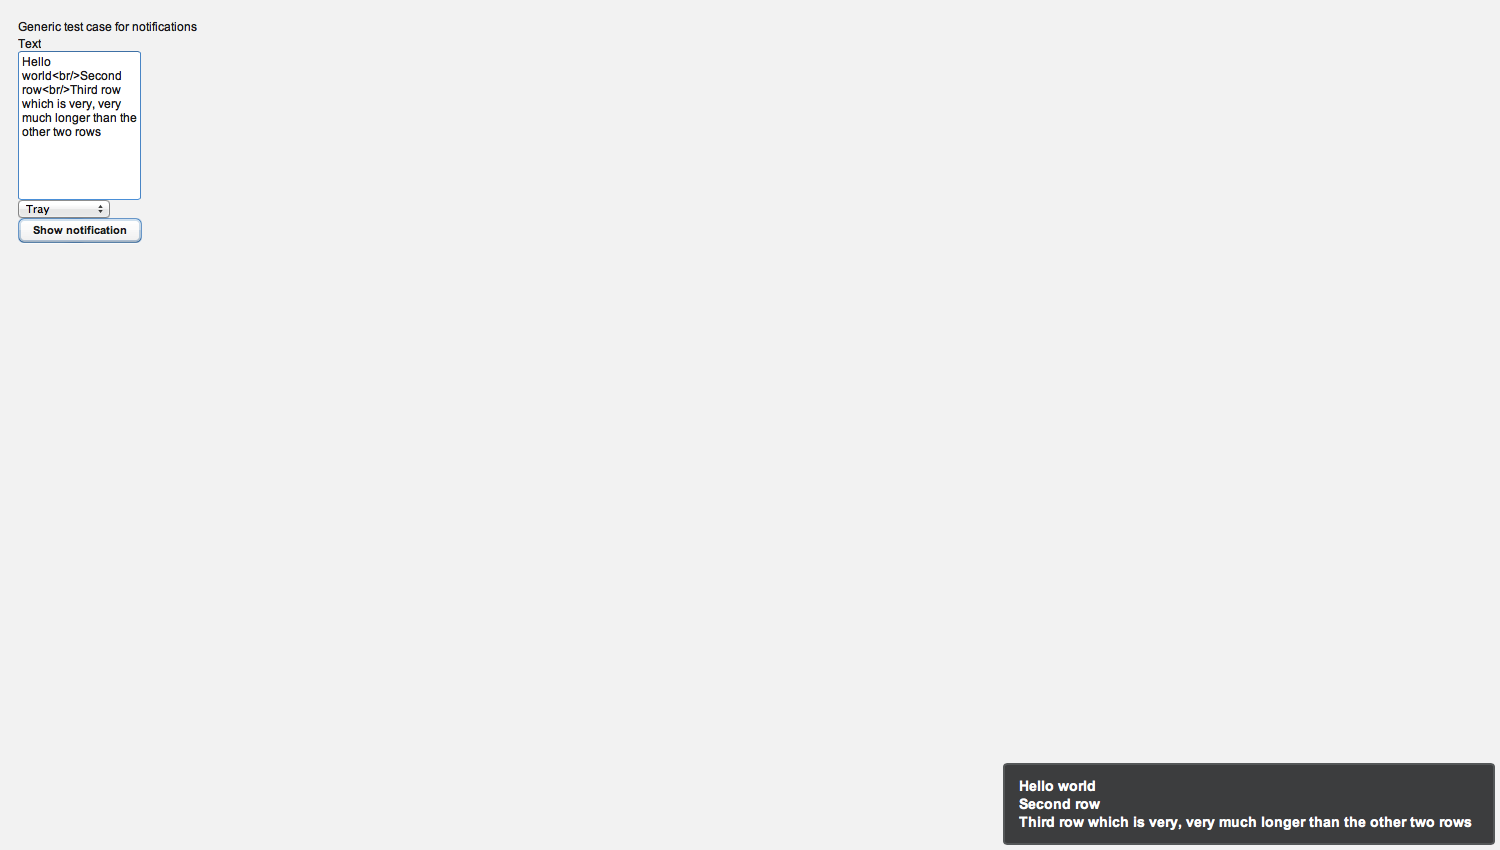 Generic test case for notifications
Text
Hello
world<br/>Second
row<br/>Third row
which is very, very
much longer than the
other two rows
Tray
Show notification
Hello world
Second row
Third row which is very, very much longer than the other two rows